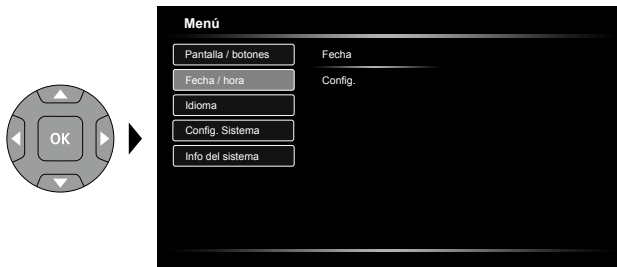 Menú
Pantalla / botones
Fecha
Fecha / hora
Config.
Idioma
OK
Config. Sistema
Info del sistema